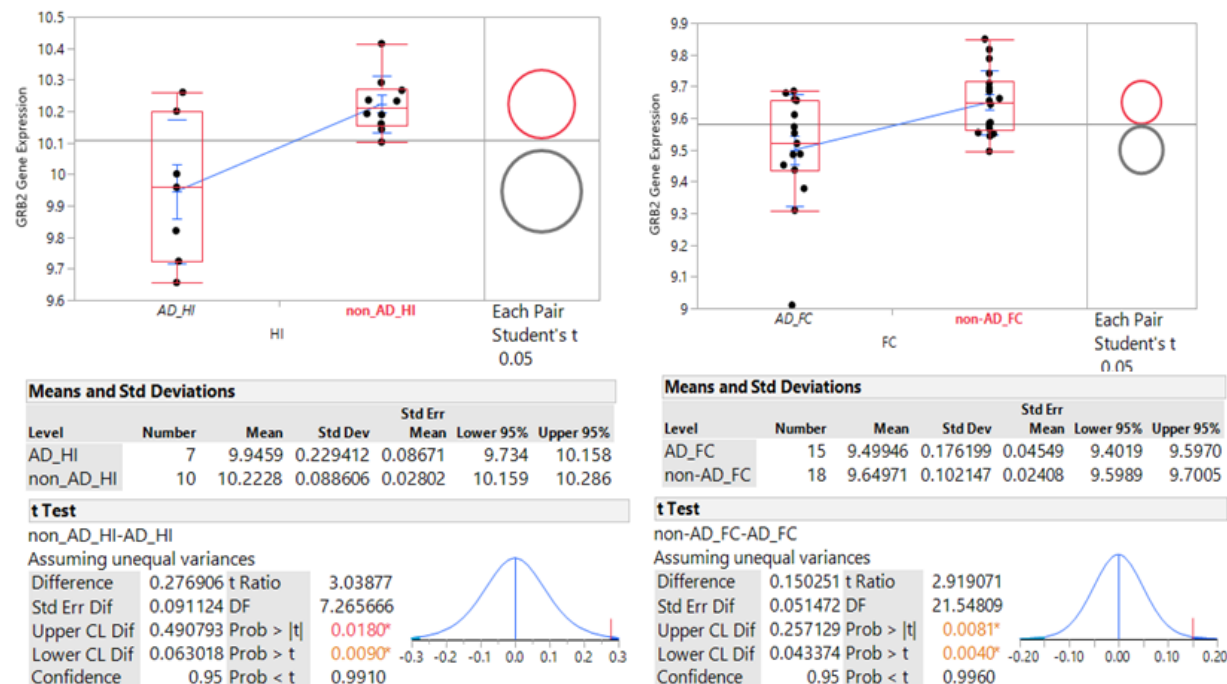 10.5
10.4
10.3
10.2
10.1
10
9.9
9.8
9.7
9.6
GRB2 Gene Expression
AD_HI
non_AD_HI
HI
Each Pair
Student's t
0.05
Means and Std Deviations
Std Err
Level Number Mean Std Dev Mean Lower 95% Upper 95%
AD_HI 7 9.9459 0.229412 0.08671 9.734 10.158
non_AD_HI 10 10.2228 0.088606 0.02802 10.159 10.286
t Test
non_AD_HI-AD_HI
Assuming unequal variances
Difference 0.276906 t Ratio 3.03877
Std Err Dif 0.091124 DF 7.265666
Upper CL Dif 0.490793 Prob > |t| 0.0180*
Lower CL Dif 0.063018 Prob > t 0.0090*
Confidence 0.95 Prob < t 0.9910
-0.3 -0.2 -0.1 0.0 0.1 0.2 0.3
9.9
9.8
9.7
9.6
9.5
9.4
9.3
9.2
9.1
9
GRB2 Gene Expression
AD_FC
non-AD_FC
FC
Each Pair
Student's t
0.05
Means and Std Deviations
Std Err
Level Number Mean Std Dev Mean Lower 95% Upper 95%
AD_FC 15 9.49946 0.176199 0.04549 9.4019 9.5970
non-AD_FC 18 9.64971 0.102147 0.02408 9.5989 9.7005
t Test
non-AD_FC-AD_FC
Assuming unequal variances
Difference 0.150251 t Ratio 2.919071
Std Err Dif 0.051472 DF 21.54809
Upper CL Dif 0.257129 Prob > |t| 0.0081*
Lower CL Dif 0.043374 Prob > t 0.0040*
Confidence 0.95 Prob < t 0.9960
-0.20 -0.10 0.00 0.10 0.20